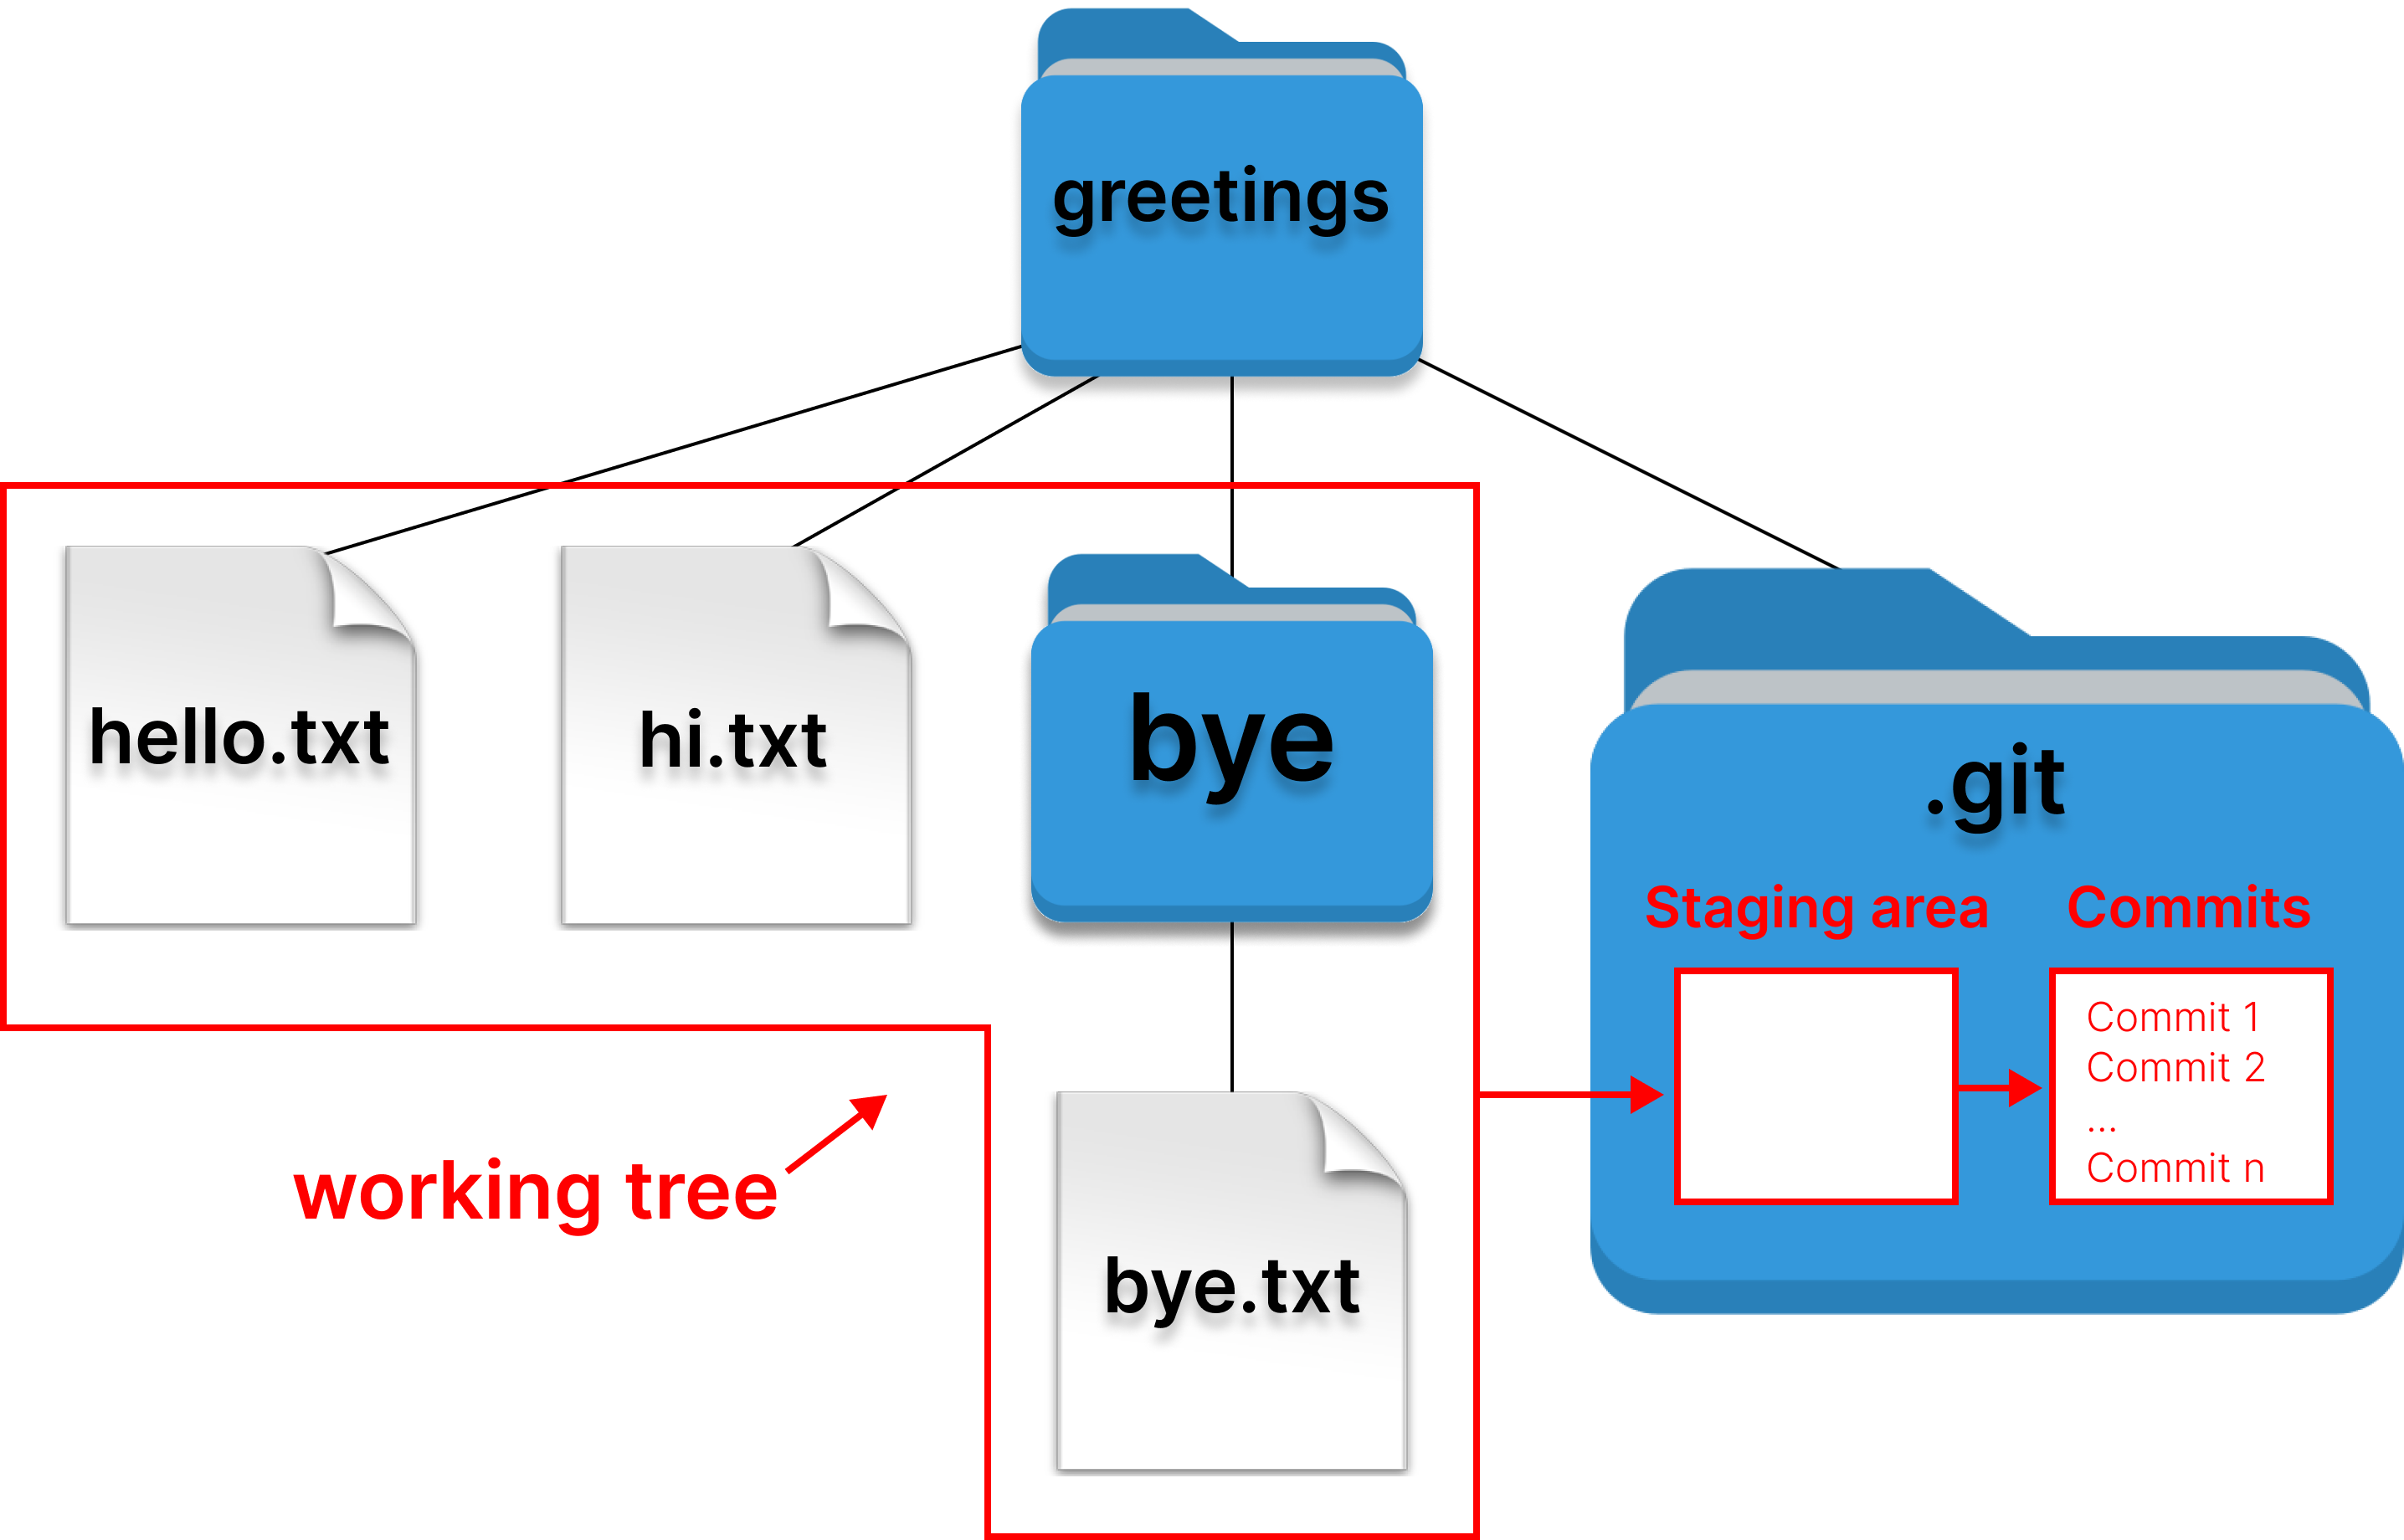 greetings
hello.txt
hi.txt
bye
.git
Staging area
Commits
Commit 1
Commit 2
...
Commit n
working tree
bye.txt